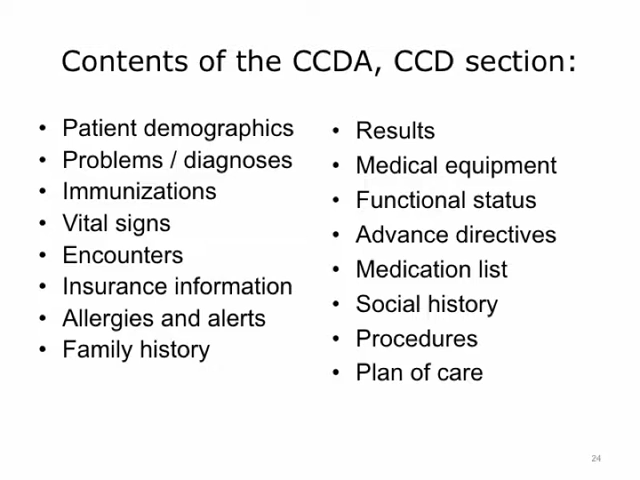 Contents of the CCDA, CCD section:
• Patient demographics
• Problems / diagnoses
• Immunizations
• Vital signs
• Encounters
• Insurance information
• Allergies and alerts
• Family history
• Results
• Medical equipment
• Functional status
• Advance directives
• Medication list
• Social history
• Procedures
• Plan of care
24